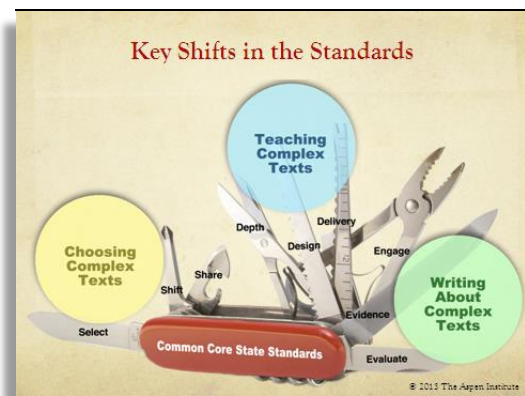 Key Shifts in the Standards
Teaching
Complex
Texts
Depth
Delivery
Design
Engage
Choosing
Complex
Texts
Share
Shift
Writing
About
Complex
Texts
Evidence
Select
Common Core State Standards
Evaluate
© 2013 The Aspen Institute